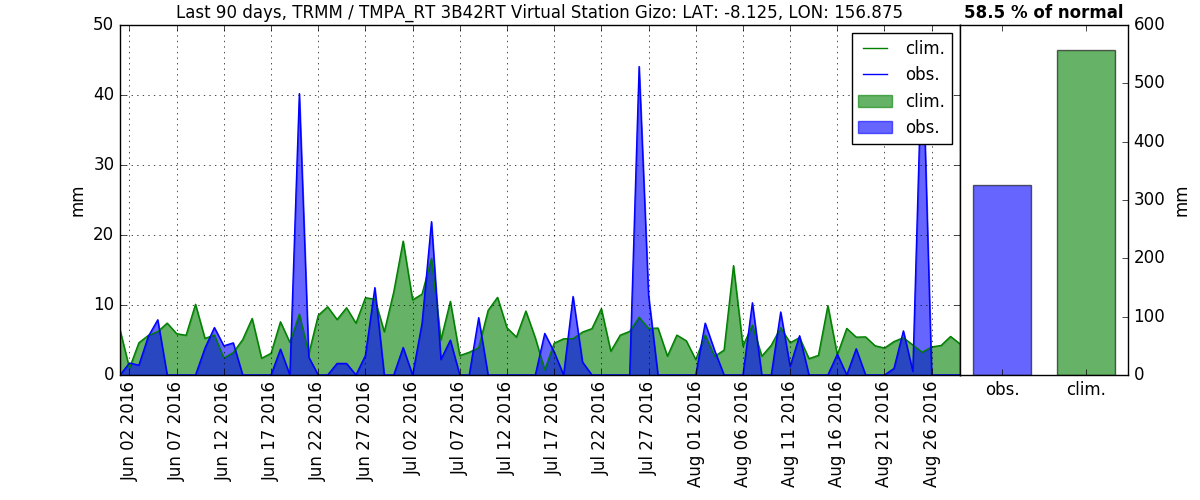 Last 90 days, TRMM / TMPA_RT 3B42RT Virtual Station Gizo: LAT: -8.125, LON: 156.875
58.5 % of normal
50
40
30
20
10
0
mm
clim.
obs.
clim.
obs.
600
500
400
300
200
100
0
mm
obs.
clim.
Jun 02 2016
Jun 07 2016
Jun 12 2016
Jun 17 2016
Jun 22 2016
Jun 27 2016
Jul 02 2016
Jul 07 2016
Jul 12 2016
Jul 17 2016
Jul 22 2016
Jul 27 2016
Aug 01 2016
Aug 06 2016
Aug 11 2016
Aug 16 2016
Aug 21 2016
Aug 26 2016